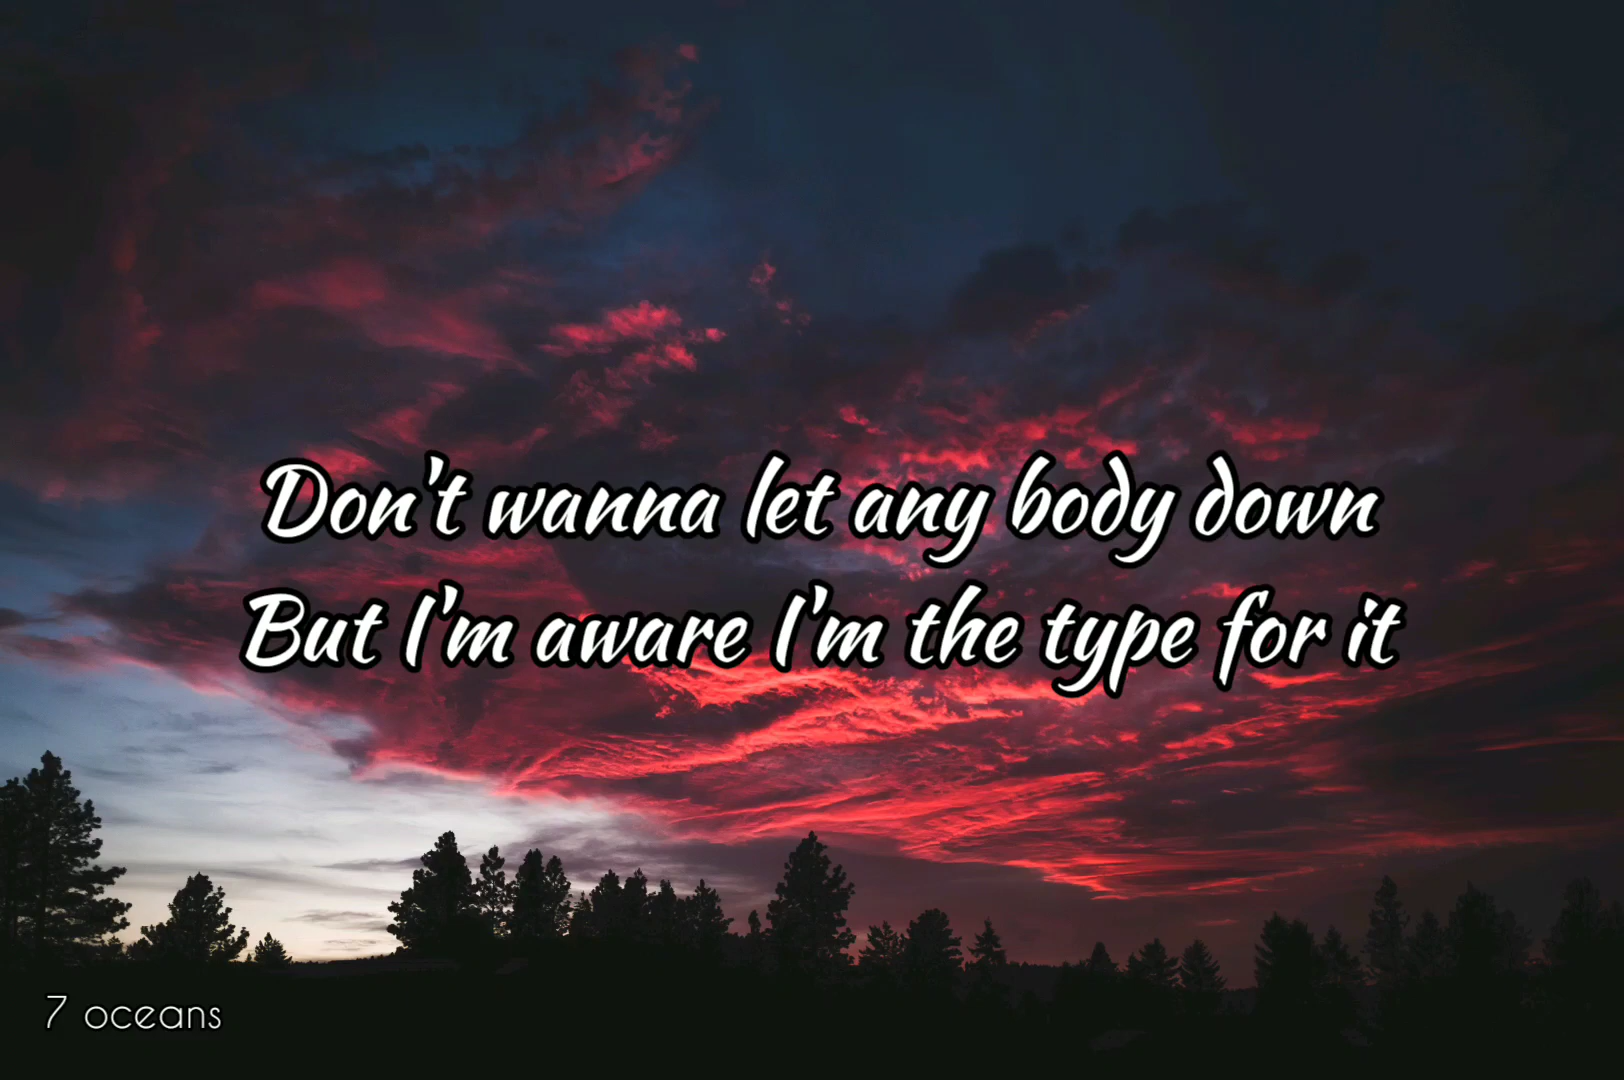 Don't wanna let any body down
But I'm aware I'm the type for it
7 oceans